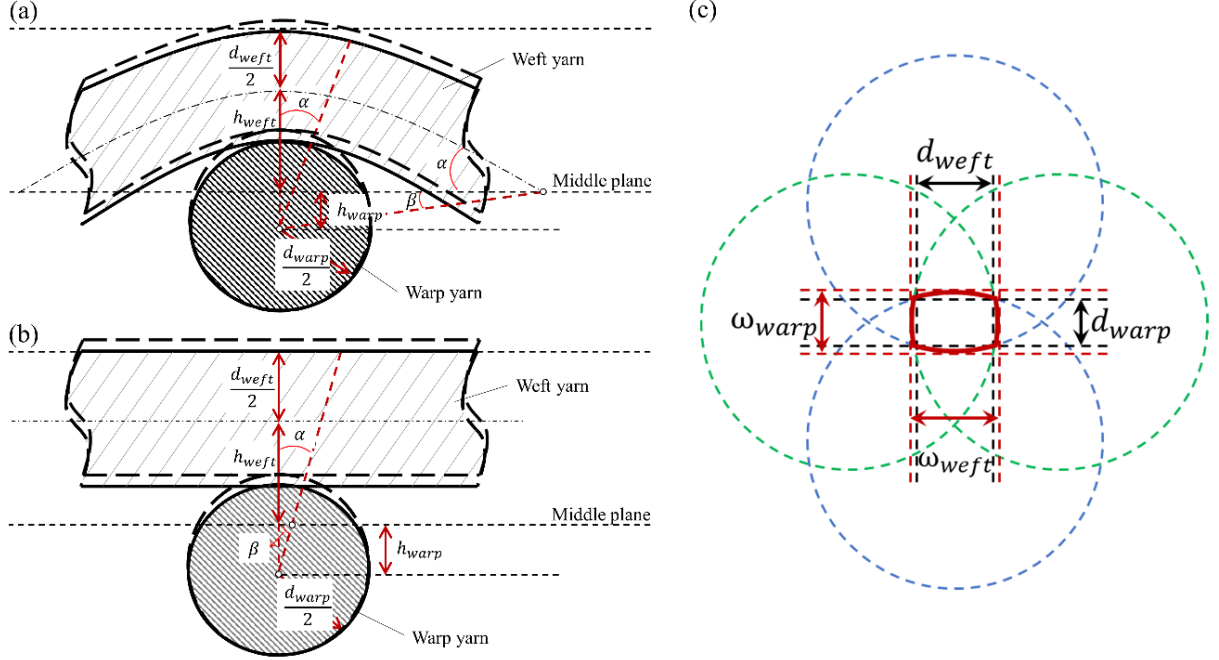 (a)
d_weft
2
Weft yarn
α
h_weft
α
Middle plane
β
h_warp
d_warp
2
Warp yarn
(b)
d_weft
2
Weft yarn
α
h_weft
Middle plane
β
h_warp
d_warp
2
Warp yarn
(c)
d_weft
ω_warp
d_warp
ω_weft